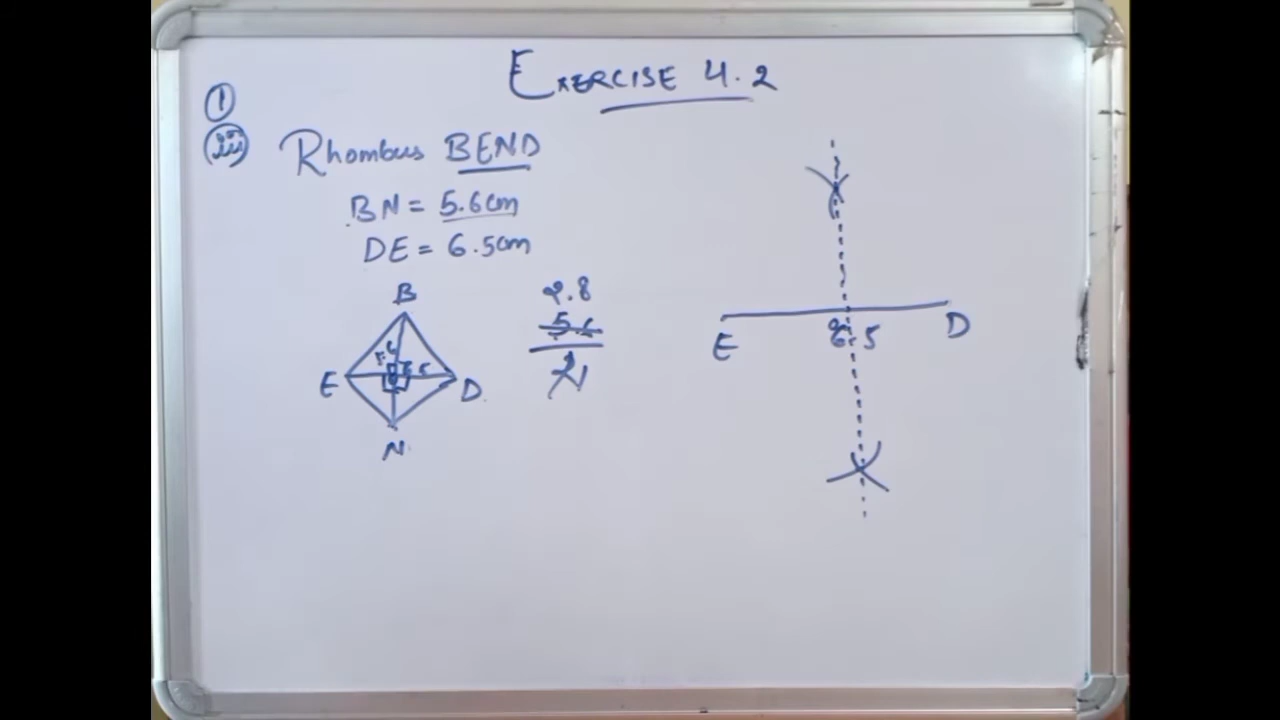 EXERCISE 4.2
1
iii
Rhombus BEND
BN = 5.6cm
DE = 6.5cm
B
E
D
N
2.8
5.6
2
E
6.5
D